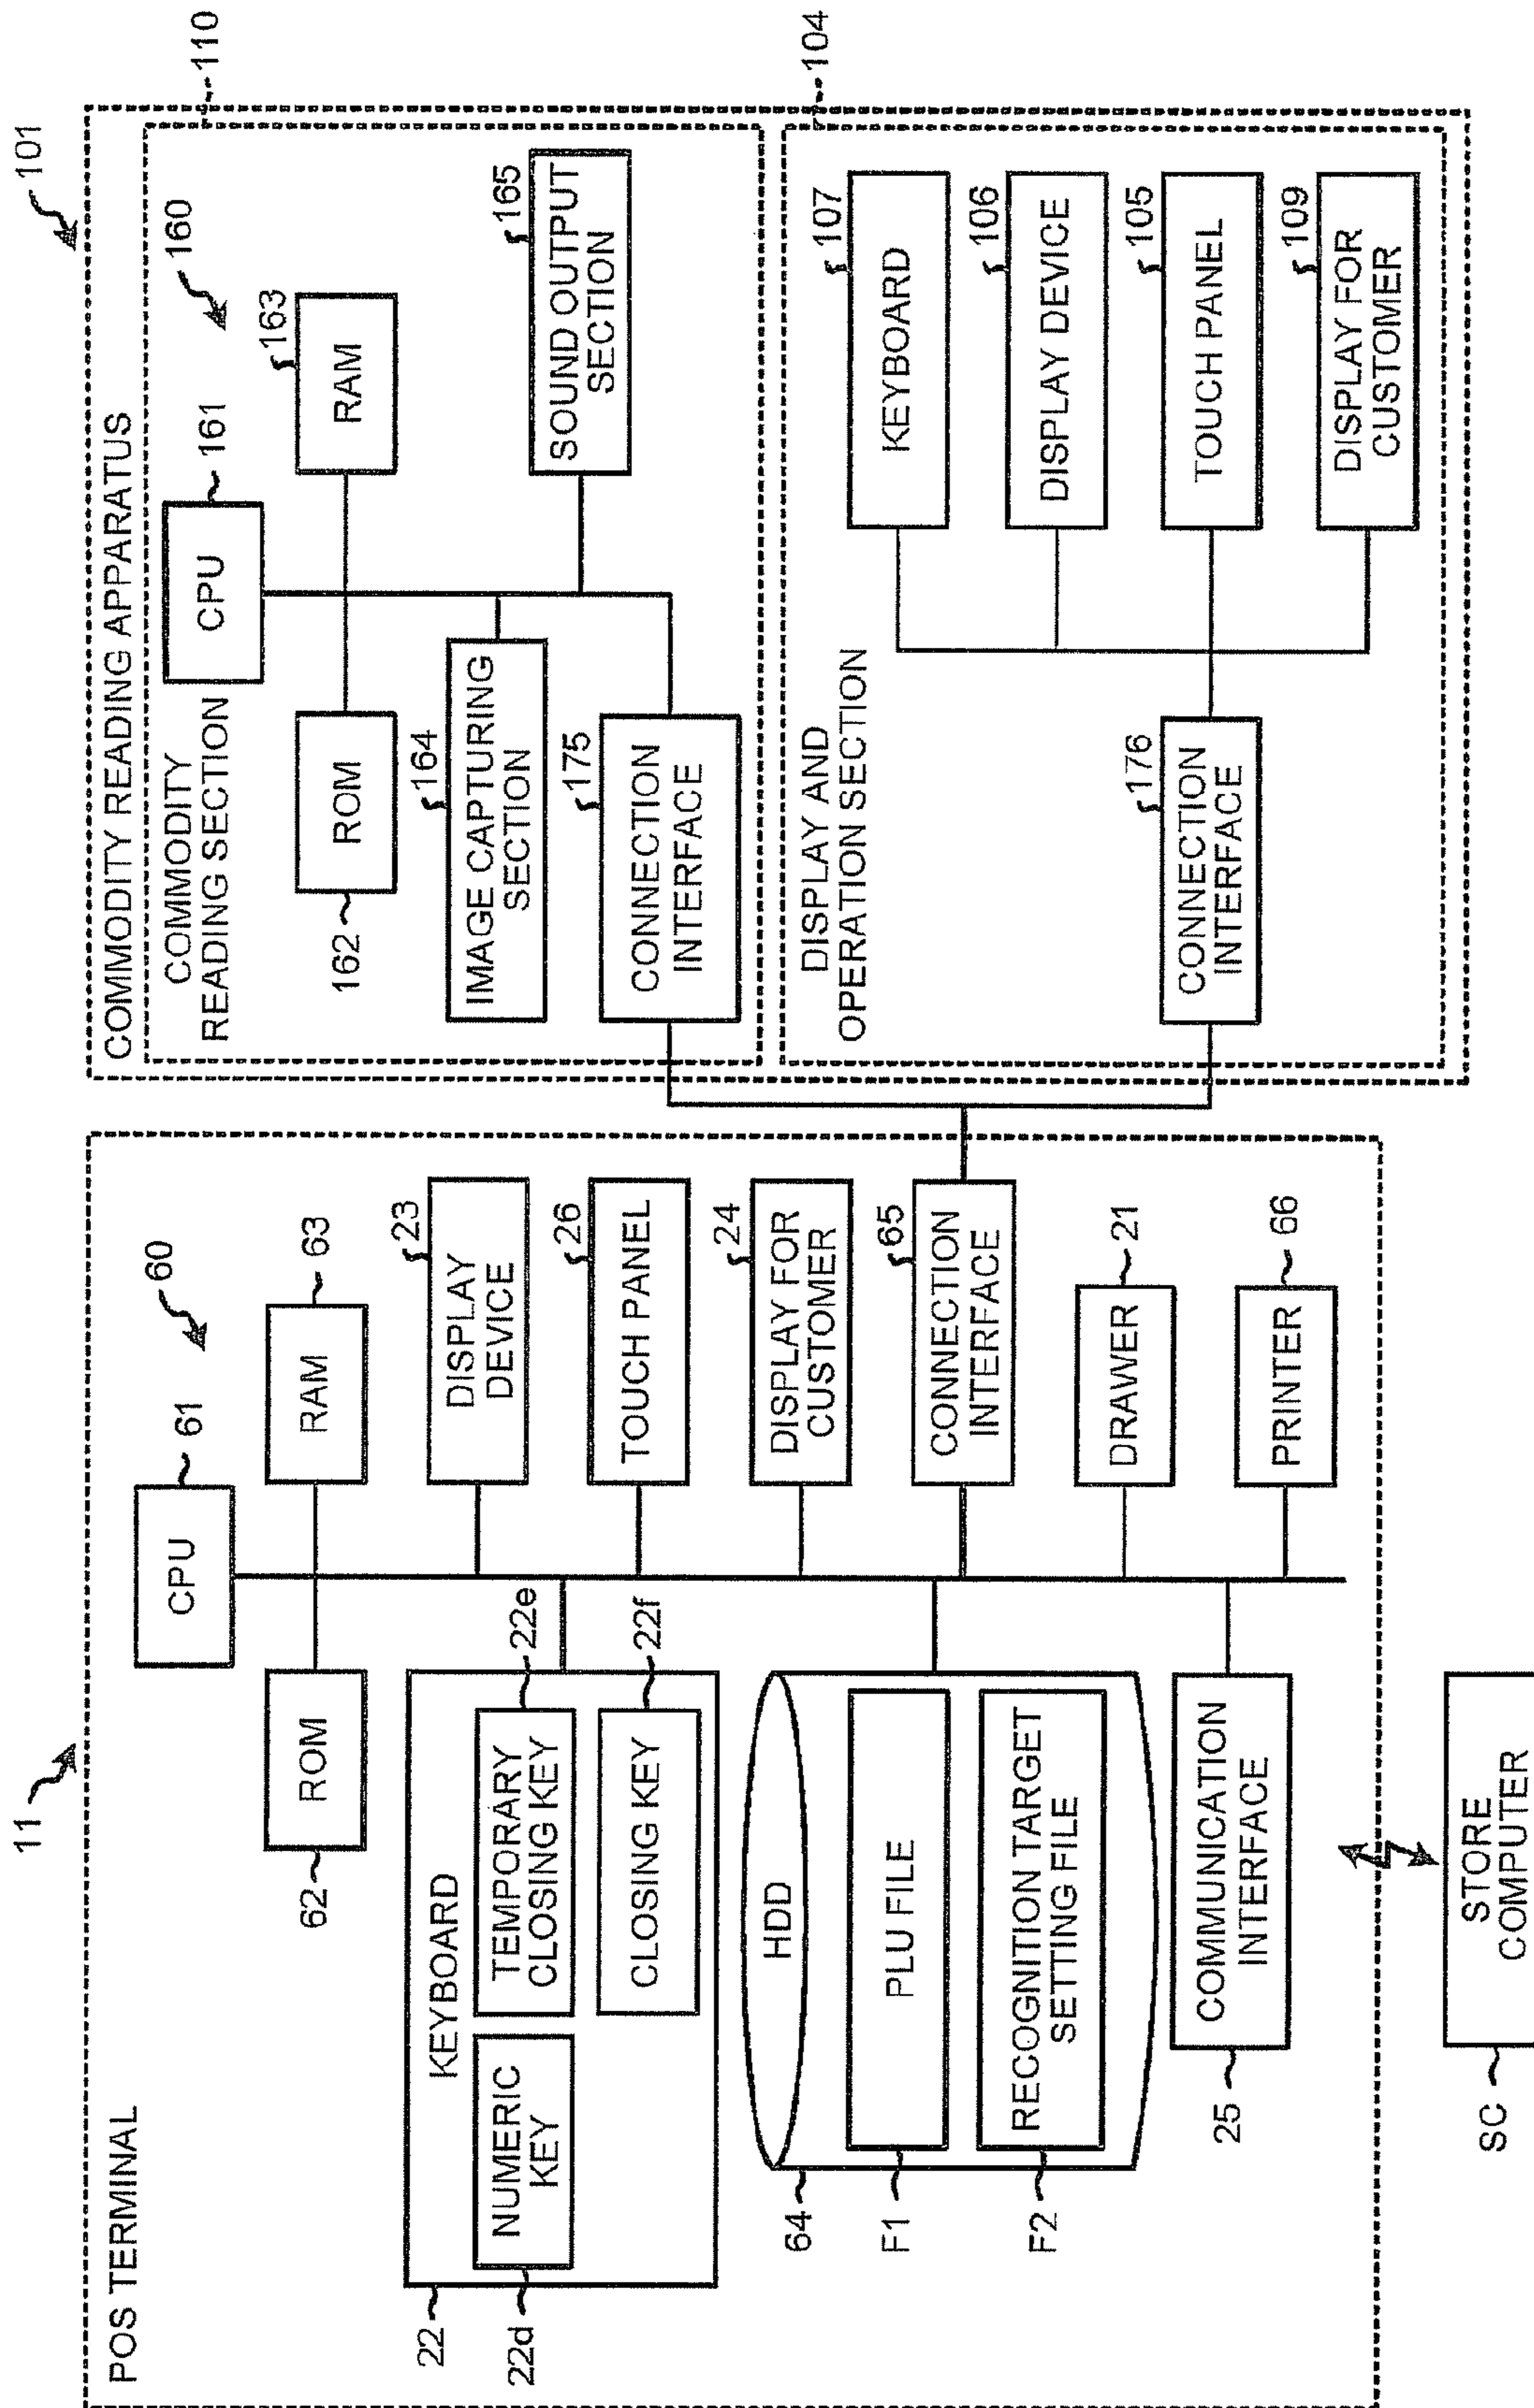 11
POS TERMINAL
CPU
61
60
ROM
62
RAM
63
KEYBOARD
22
NUMERIC
KEY
22d
TEMPORARY
CLOSING KEY
22e
CLOSING KEY
22f
DISPLAY
DEVICE
23
TOUCH PANEL
26
DISPLAY FOR
CUSTOMER
24
HDD
64
PLU FILE
F1
RECOGNITION TARGET
SETTING FILE
F2
CONNECTION
INTERFACE
65
DRAWER
21
PRINTER
66
COMMUNICATION
INTERFACE
25
STORE
COMPUTER
SC
101
COMMODITY READING APPARATUS
COMMODITY
READING SECTION
110
CPU
161
160
ROM
162
RAM
163
IMAGE CAPTURING
SECTION
164
SOUND OUTPUT
SECTION
165
CONNECTION
INTERFACE
175
DISPLAY AND
OPERATION SECTION
104
KEYBOARD
107
DISPLAY DEVICE
106
TOUCH PANEL
105
DISPLAY FOR
CUSTOMER
109
CONNECTION
INTERFACE
176